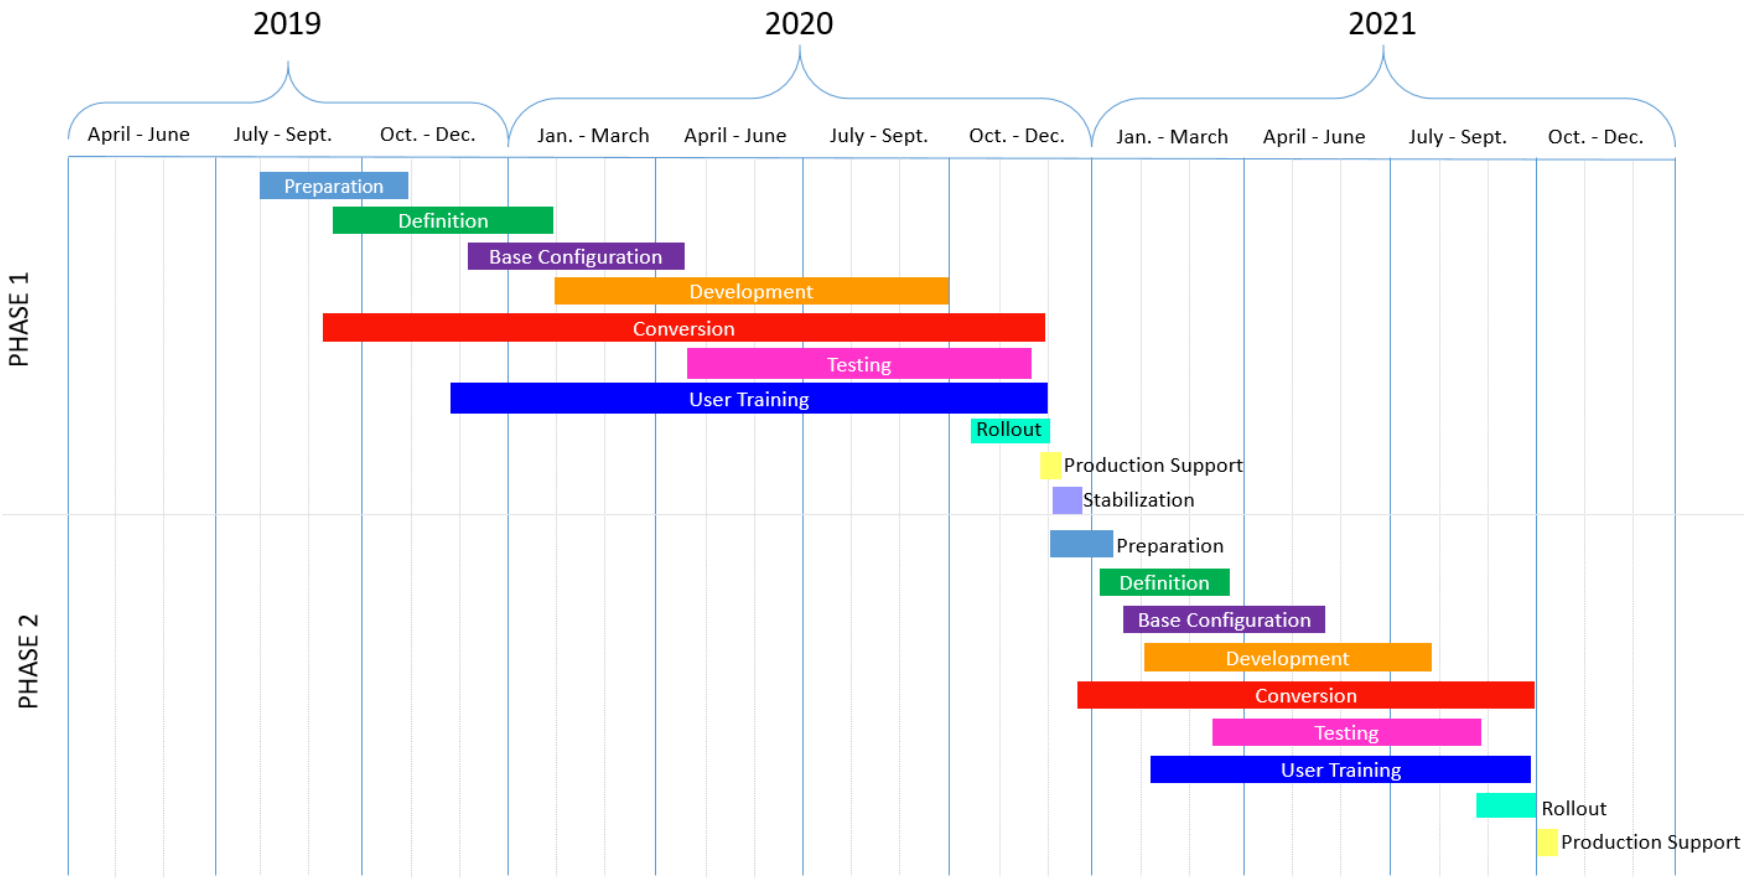 2019
2020
2021
April - June
July - Sept.
Oct. - Dec.
Jan. - March
April - June
July - Sept.
Oct. - Dec.
Jan. - March
April - June
July - Sept.
Oct. - Dec.
PHASE 1
Preparation
Definition
Base Configuration
Development
Conversion
Testing
User Training
Rollout
Production Support
Stabilization
PHASE 2
Preparation
Definition
Base Configuration
Development
Conversion
Testing
User Training
Rollout
Production Support